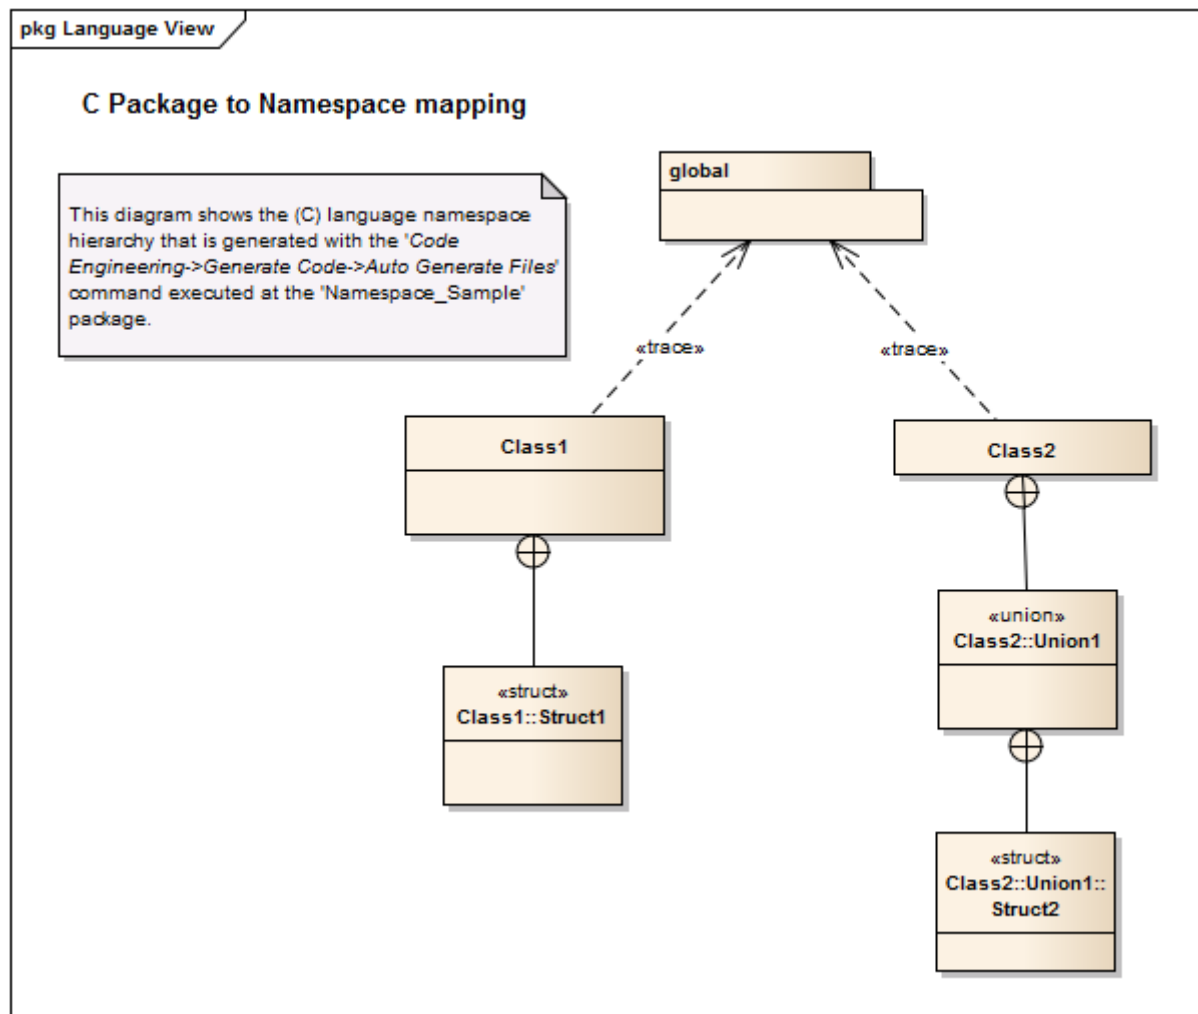 pkg Language View
C Package to Namespace mapping
global
This diagram shows the (C) language namespace
hierarchy that is generated with the 'Code
Engineering->Generate Code->Auto Generate Files'
command executed at the 'Namespace_Sample'
package.
«trace»
«trace»
Class1
Class2
«union»
Class2::Union1
«struct»
Class1::Struct1
«struct»
Class2::Union1::
Struct2